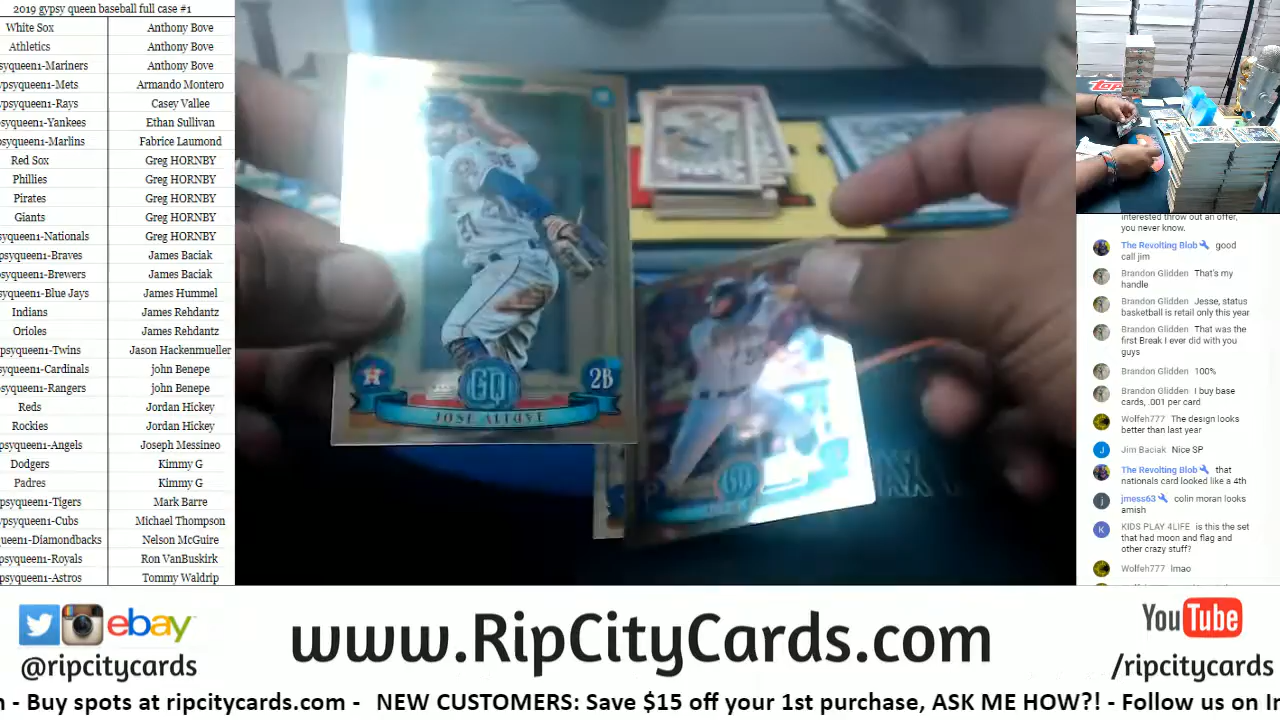 2019 gypsy queen baseball full case #1
White Sox Anthony Bove
Athletics Anthony Bove
syqueen1-Mariners Anthony Bove
ypsyqueen1-Mets Armando Montero
psyqueen1-Rays Casey Vallee
syqueen1-Yankees Ethan Sullivan
psyqueen1-Marlins Fabrice Laumond
Red Sox Greg HORNBY
Phillies Greg HORNBY
Pirates Greg HORNBY
Giants Greg HORNBY
yqueen1-Nationals Greg HORNBY
psyqueen1-Braves James Baciak
syqueen1-Brewers James Baciak
yqueen1-Blue Jays James Hummel
Indians James Rehdantz
Orioles James Rehdantz
psyqueen1-Twins Jason Hackenmueller
yqueen1-Cardinals john Benepe
syqueen1-Rangers john Benepe
Reds Jordan Hickey
Rockies Jordan Hickey
psyqueen1-Angels Joseph Messineo
Dodgers Kimmy G
Padres Kimmy G
psyqueen1-Tigers Mark Barre
ypsyqueen1-Cubs Michael Thompson
ueen1-Diamondbacks Nelson McGuire
psyqueen1-Royals Ron VanBuskirk
psyqueen1-Astros Tommy Waldrip
GQ
2B
JOSE ALTUVE
interested throw out an offer,
you never know.
The Revolting Blob good
call jim
Brandon Glidden That's my
handle
Brandon Glidden Jesse, status
basketball is retail only this year
Brandon Glidden That was the
first Break I ever did with you
guys
Brandon Glidden 100%
Brandon Glidden I buy base
cards, .001 per card
Wolfeh777 The design looks
better than last year
Jim Baciak Nice SP
The Revolting Blob that
nationals card looked like a 4th
jmess63 colin moran looks
amish
KIDS PLAY 4LIFE is this the set
that had moon and flag and
other crazy stuff?
Wolfeh777 lmao
ebay
@ripcitycards
www.RipCityCards.com
YouTube
/ripcitycards
n - Buy spots at ripcitycards.com - NEW CUSTOMERS: Save $15 off your 1st purchase, ASK ME HOW?! - Follow us on In